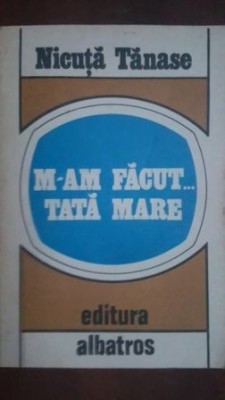 Nicuță Tănase
M-AM FĂCUT...
TATĂ MARE
editura
albatros